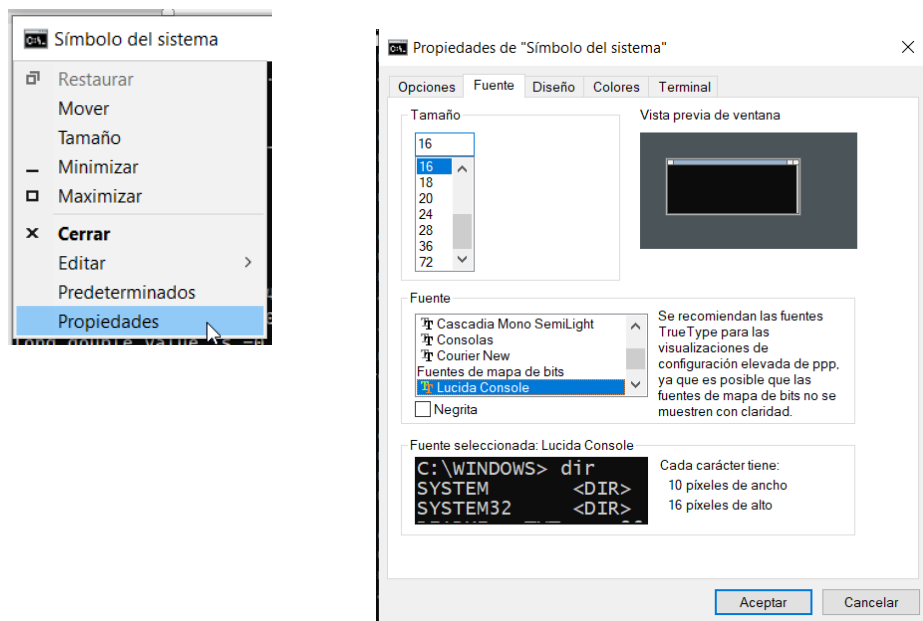 Símbolo del sistema
Restaurar
Mover
Tamaño
Minimizar
Maximizar
Cerrar
Editar
Predeterminados
Propiedades
long double value is -0
Propiedades de "Símbolo del sistema"
Opciones Fuente Diseño Colores Terminal
Tamaño
16
16
18
20
24
28
36
72
Vista previa de ventana
Fuente
Cascadia Mono SemiLight
Consolas
Courier New
Fuentes de mapa de bits
Lucida Console
Negrita
Se recomiendan las fuentes
TrueType para las
visualizaciones de
configuración elevada de ppp,
ya que es posible que las
fuentes de mapa de bits no se
muestren con claridad.
Fuente seleccionada: Lucida Console
C:\WINDOWS> dir
SYSTEM <DIR>
SYSTEM32 <DIR>
Cada carácter tiene:
10 píxeles de ancho
16 píxeles de alto
Aceptar Cancelar